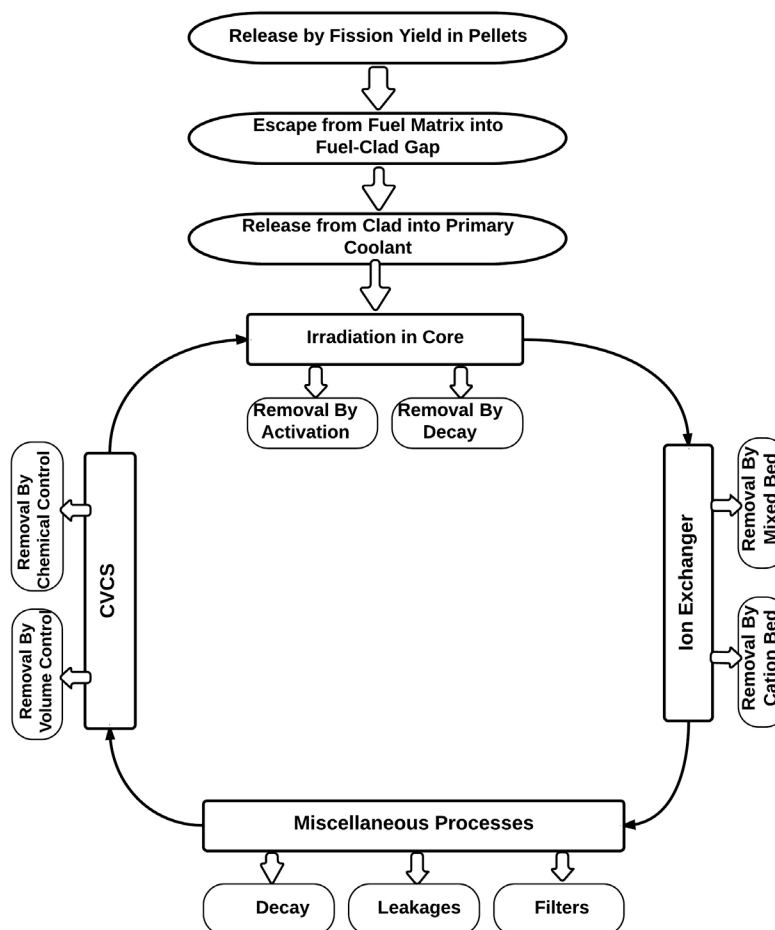 Release by Fission Yield in Pellets
Escape from Fuel Matrix into
Fuel-Clad Gap
Release from Clad into Primary
Coolant
Irradiation in Core
Removal By
Activation
Removal By
Decay
Removal By
Chemical Control
CVCS
Removal By
Volume Control
Ion Exchanger
Removal By
Mixed Bed
Removal By
Cation Bed
Miscellaneous Processes
Decay
Leakages
Filters